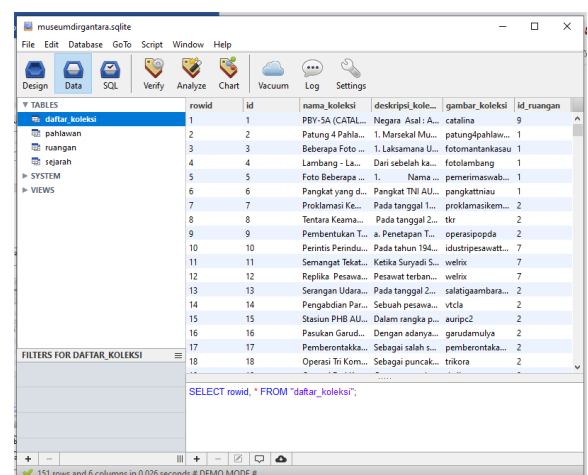 museumdirgantara.sqlite
File Edit Database GoTo Script Window Help
Design Data SQL Verify Analyze Chart Vacuum Log Settings
TABLES
daftar_koleksi
pahlawan
ruangan
sejarah
SYSTEM
VIEWS
rowid id nama_koleksi deskripsi_kole... gambar_koleksi id_ruangan
1 1 PBY-5A (CATAL... Negara Asal : A... catalina 9
2 2 Patung 4 Pahla... 1. Marsekal Mu... patung4pahlaw... 1
3 3 Beberapa Foto ... 1. Laksamana U... fotomantankasau 1
4 4 Lambang - La... Dari sebelah ka... fotolambang 1
5 5 Foto Beberapa ... 1. Nama ... pemerimaswab... 1
6 6 Pangkat yang d... Pangkat TNI AU... pangkattniau 1
7 7 Proklamasi Ke... Pada tanggal 1... proklamasikem... 2
8 8 Tentara Keama... Pada tanggal 2... tkr 2
9 9 Pembentukan T... a. Penetapan T... operasipopda 2
10 10 Perintis Perindu... Pada tahun 194... idustripesawatt... 7
11 11 Semangat Tekat... Ketika Suryadi S... welrix 7
12 12 Replika Pesawa... Pesawat terban... welrix 7
13 13 Serangan Udara... Pada tanggal 2... salatigaambara... 2
14 14 Pengabdian Par... Sebuah pesawa... vtcla 2
15 15 Stasiun PHB AU... Dalam rangka p... auripc2 2
16 16 Pasukan Garud... Dengan adanya... garudamulya 2
17 17 Pemberontakka... Sebagai salah s... pemberontaka... 2
18 18 Operasi Tri Kom... Sebagai puncak... trikora 2
FILTERS FOR DAFTAR_KOLEKSI
SELECT rowid, * FROM "daftar_koleksi";
151 rows and 6 columns in 0.026 seconds # DEMO MODE #